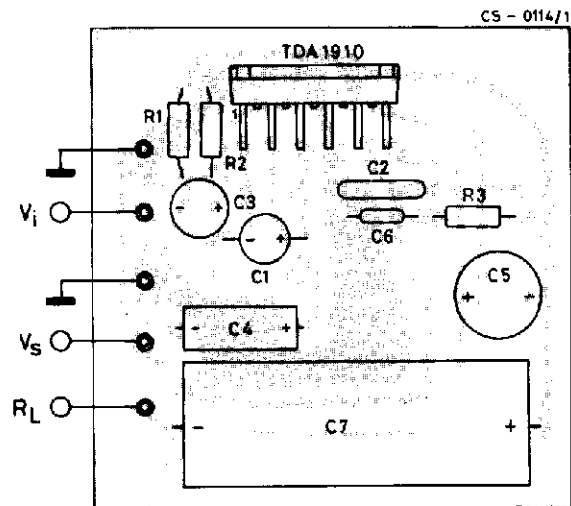 CS - 0114/1
TDA 1910
R1
1
R2
C2
- + C3
R3
Vi
C6
- +
C1
C5
+ -
- C4 +
Vs
RL
- C7 +